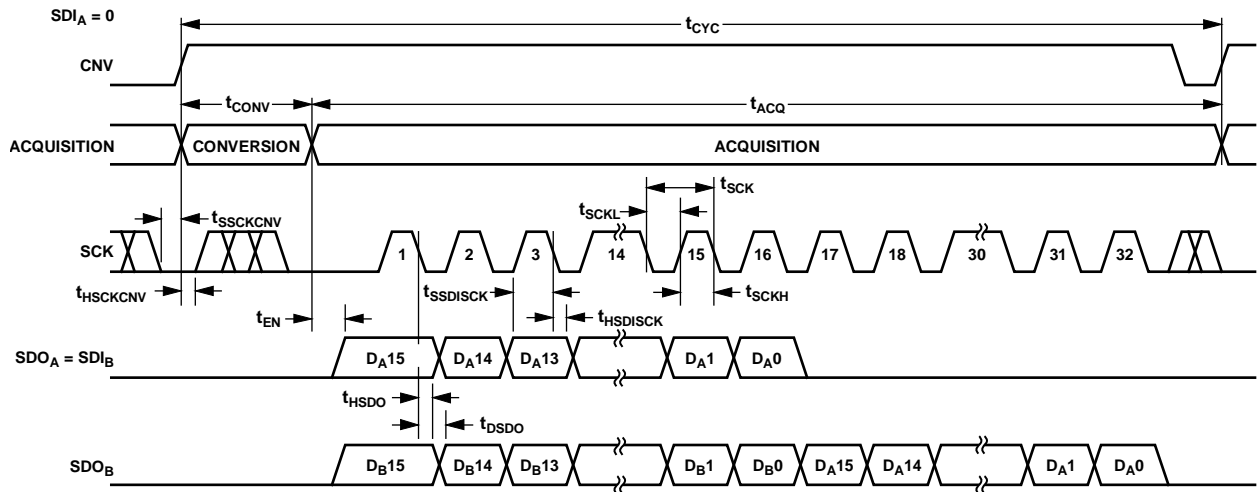 SDIA = 0
tCYC
CNV
tCONV
tACQ
ACQUISITION CONVERSION ACQUISITION
tSCK
tSCKL
tSSCKCNV
SCK 1 2 3 14 15 16 17 18 30 31 32
tHSCKCNV
tSSDISCK
tSCKH
tEN
tHSDISCK
SDOA = SDIB DA15 DA14 DA13 DA1 DA0
tHSDO
tDSDO
SDOB DB15 DB14 DB13 DB1 DB0 DA15 DA14 DA1 DA0